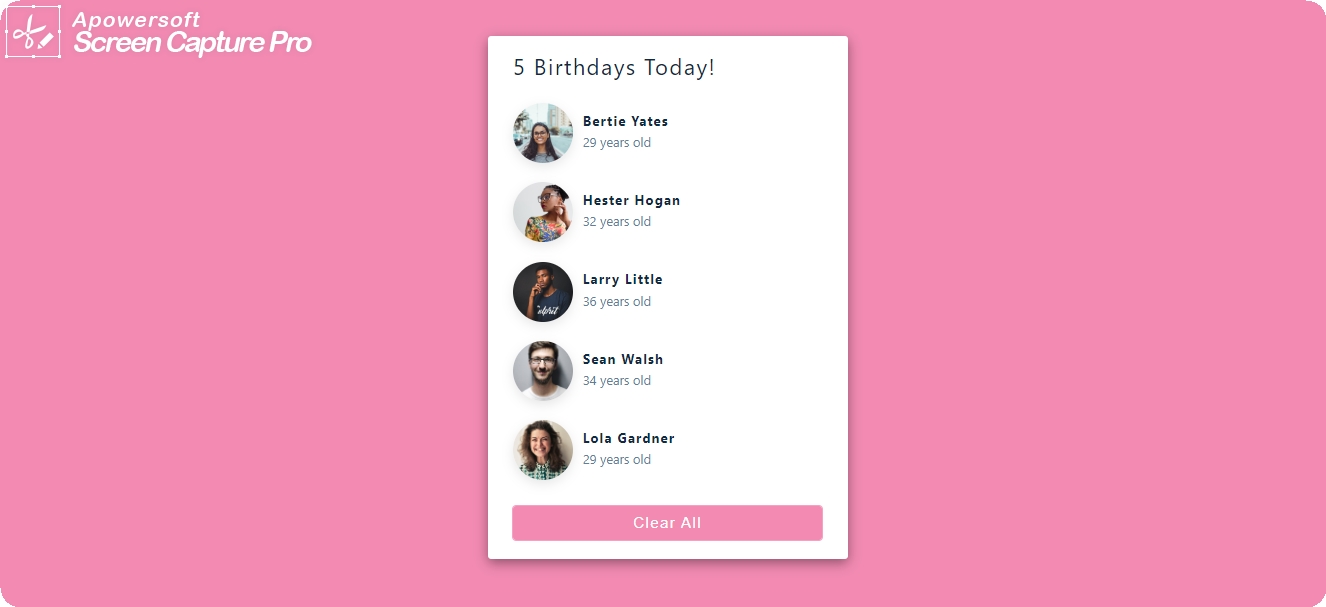 Apowersoft
Screen Capture Pro
5 Birthdays Today!
Bertie Yates
29 years old
Hester Hogan
32 years old
Larry Little
36 years old
Sean Walsh
34 years old
Lola Gardner
29 years old
Clear All